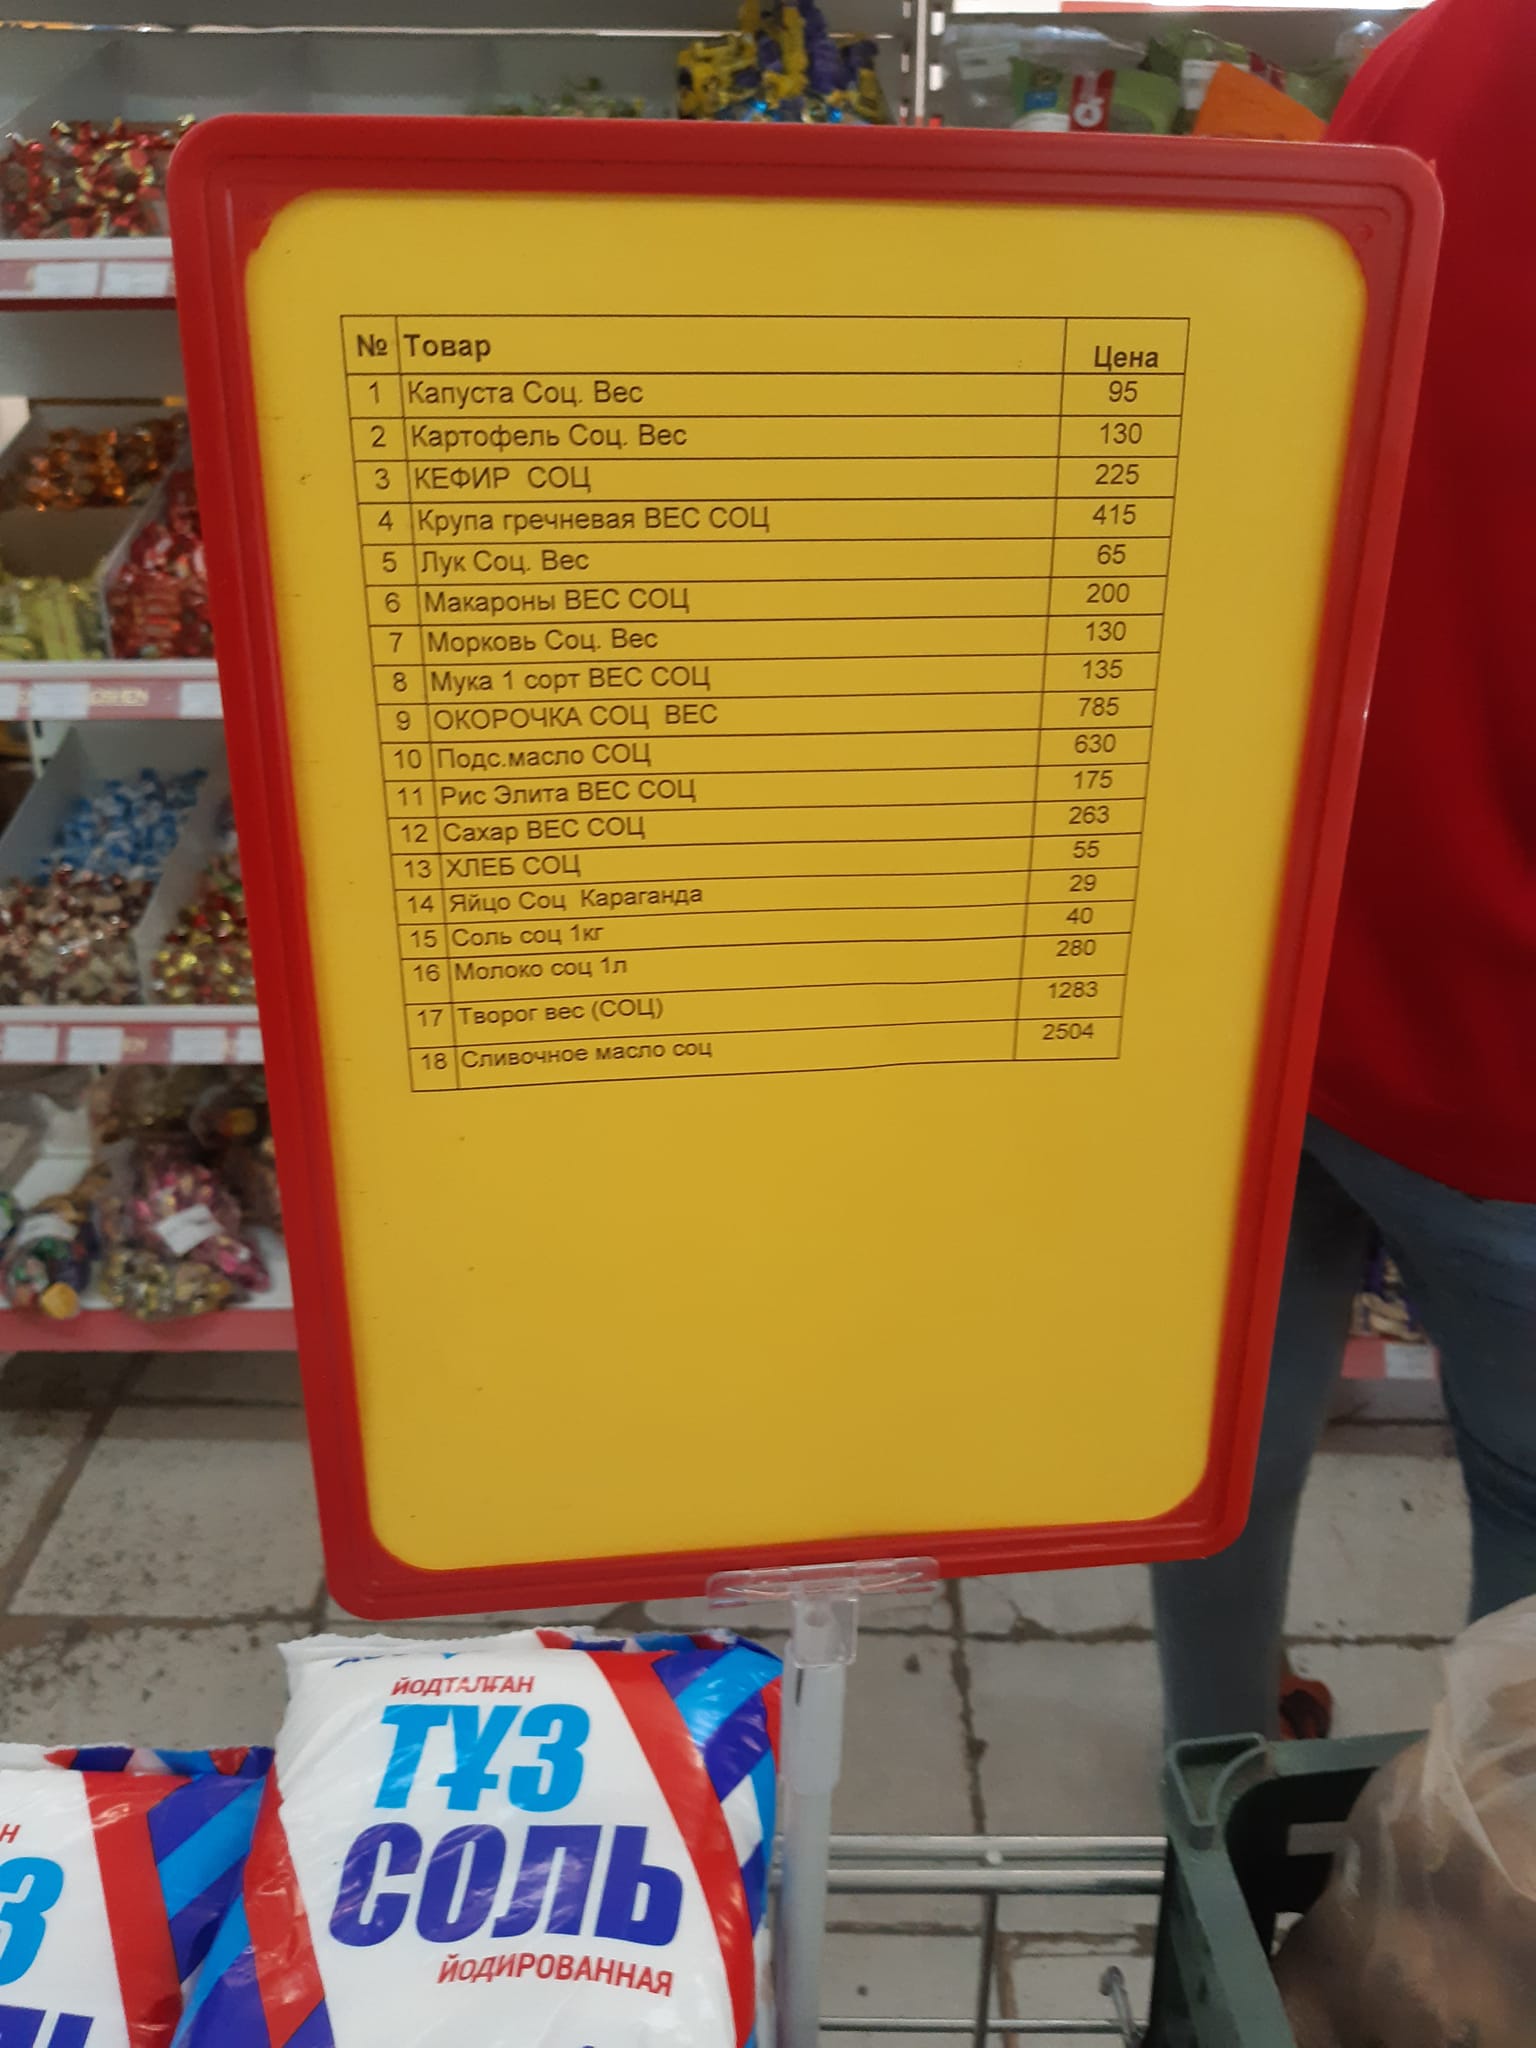 № Товар Цена
1 Капуста Соц. Вес 95
2 Картофель Соц. Вес 130
3 КЕФИР СОЦ 225
4 Крупа гречневая ВЕС СОЦ 415
5 Лук Соц. Вес 65
6 Макароны ВЕС СОЦ 200
7 Морковь Соц. Вес 130
8 Мука 1 сорт ВЕС СОЦ 135
9 ОКОРОЧКА СОЦ ВЕС 785
10 Подс.масло СОЦ 630
11 Рис Элита ВЕС СОЦ 175
12 Сахар ВЕС СОЦ 263
13 ХЛЕБ СОЦ 55
14 Яйцо Соц Караганда 29
15 Соль соц 1кг 40
16 Молоко соц 1л 280
17 Творог вес (СОЦ) 1283
18 Сливочное масло соц 2504
ЙОДТАЛҒАН
ТҰЗ
СОЛЬ
ЙОДИРОВАННАЯ